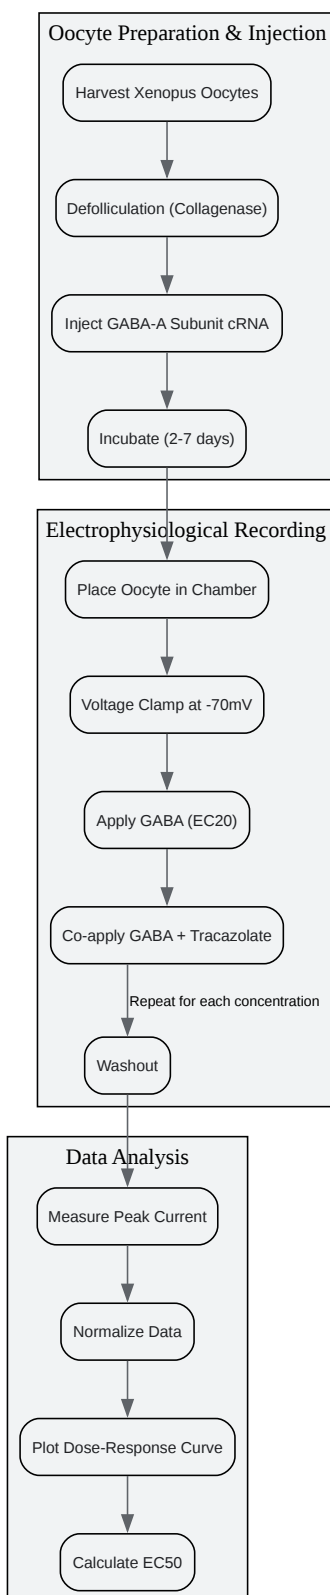 Oocyte Preparation & Injection
Harvest Xenopus Oocytes
Defolliculation (Collagenase)
Inject GABA-A Subunit cRNA
Incubate (2-7 days)
Electrophysiological Recording
Place Oocyte in Chamber
Voltage Clamp at -70mV
Apply GABA (EC20)
Co-apply GABA + Tracazolate
Repeat for each concentration
Washout
Data Analysis
Measure Peak Current
Normalize Data
Plot Dose-Response Curve
Calculate EC50